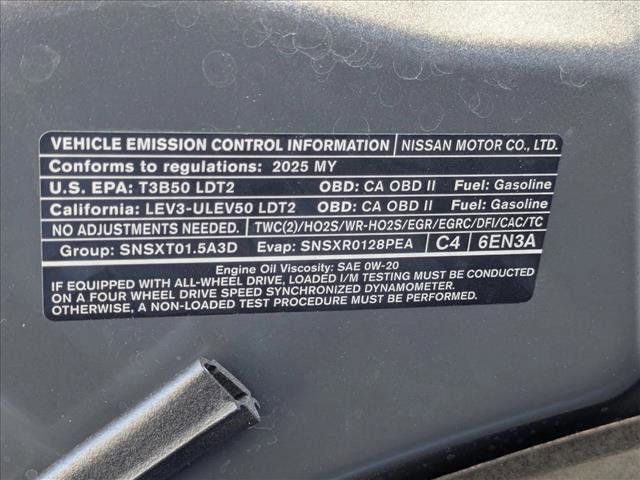 VEHICLE EMISSION CONTROL INFORMATION NISSAN MOTOR CO., LTD.
Conforms to regulations: 2025 MY
U.S. EPA: T3B50 LDT2 OBD: CA OBD II Fuel: Gasoline
California: LEV3-ULEV50 LDT2 OBD: CA OBD II Fuel: Gasoline
NO ADJUSTMENTS NEEDED. TWC(2)/HO2S/WR-HO2S/EGR/EGRC/DFI/CAC/TC
Group: SNSXT01.5A3D Evap: SNSXR0128PEA C4 6EN3A
Engine Oil Viscosity: SAE 0W-20
IF EQUIPPED WITH ALL-WHEEL DRIVE, LOADED I/M TESTING MUST BE CONDUCTED
ON A FOUR WHEEL DRIVE SPEED SYNCHRONIZED DYNAMOMETER.
OTHERWISE, A NON-LOADED TEST PROCEDURE MUST BE PERFORMED.